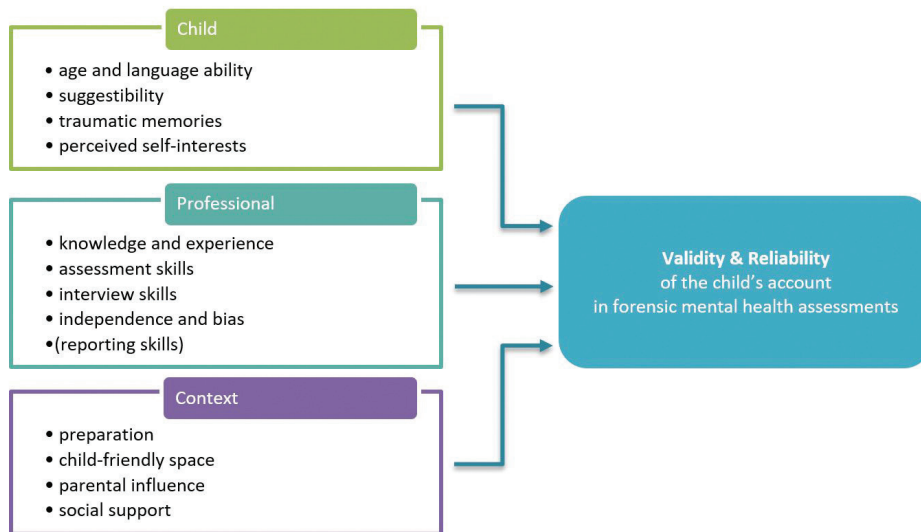 Child
• age and language ability
• suggestibility
• traumatic memories
• perceived self-interests
Professional
• knowledge and experience
• assessment skills
• interview skills
• independence and bias
•(reporting skills)
Context
• preparation
• child-friendly space
• parental influence
• social support
Validity & Reliability
of the child's account
in forensic mental health assessments